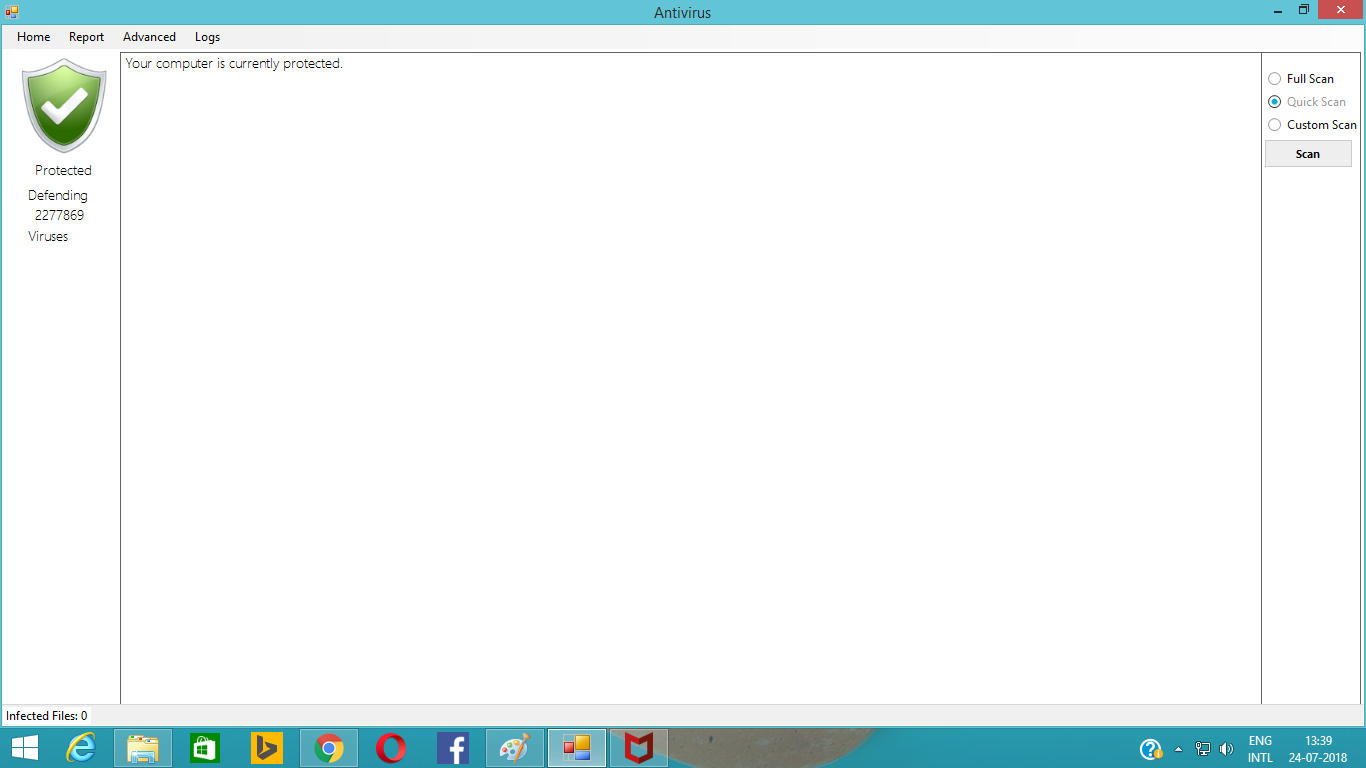 Antivirus
Home Report Advanced Logs
Your computer is currently protected.
Protected
Defending
2277869
Viruses
Full Scan
Quick Scan
Custom Scan
Scan
Infected Files: 0
ENG
INTL
13:39
24-07-2018